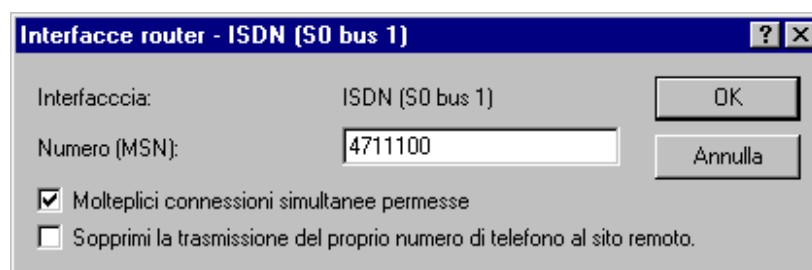 Interfacce router - ISDN (S0 bus 1)
Interfacccia: ISDN (S0 bus 1) OK
Numero (MSN): 4711100 Annulla
Molteplici connessioni simultanee permesse
Sopprimi la trasmissione del proprio numero di telefono al sito remoto.